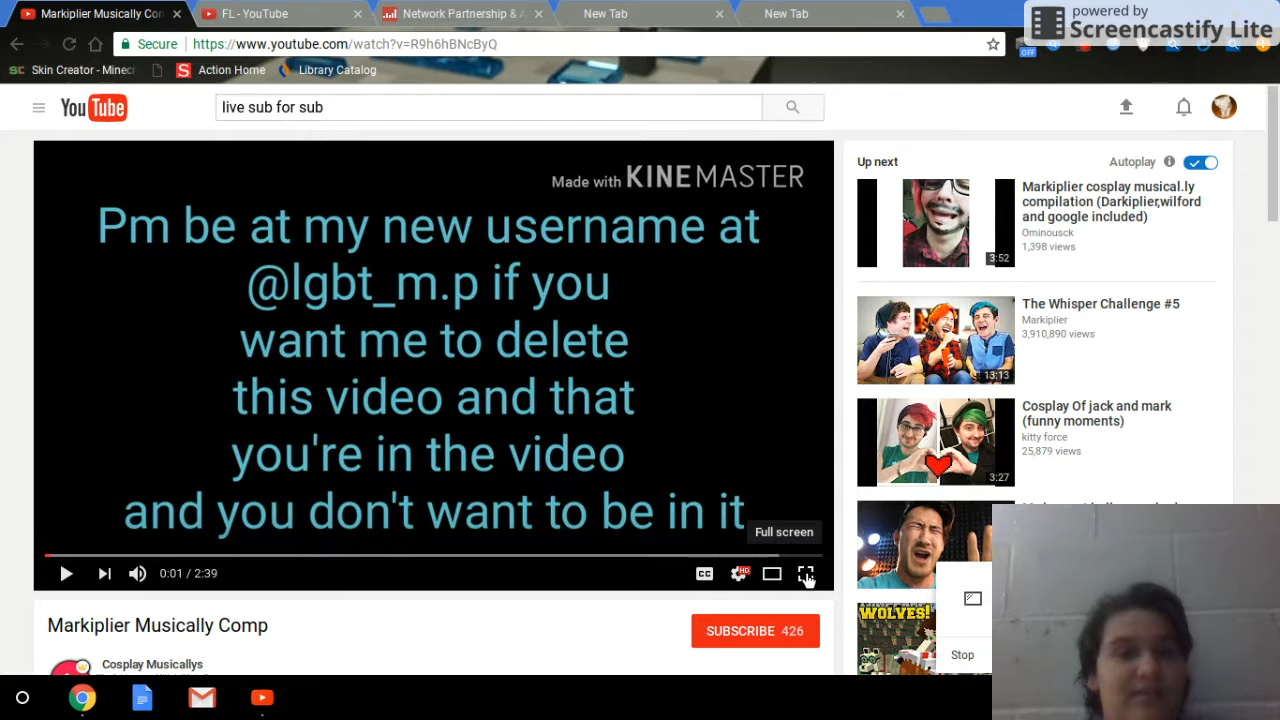 Markiplier Musically Com
FL - YouTube
Network Partnership & A
New Tab
New Tab
powered by
Screencastify Lite
Secure
https://www.youtube.com/watch?v=R9h6hBNcByQ
OFF
SC Skin Creator - Minecr
S Action Home
Library Catalog
YouTube
live sub for sub
Made with KINEMASTER
Pm be at my new username at
@lgbt_m.p if you
want me to delete
this video and that
you're in the video
and you don't want to be in it
Full screen
0:01 / 2:39
CC
HD
Markiplier Musically Comp
SUBSCRIBE 426
Cosplay Musicallys
Up next
Autoplay
Markiplier cosplay musical.ly
compilation (Darkiplier,wilford
and google included)
Ominousck
1,398 views
3:52
The Whisper Challenge #5
Markiplier
3,910,890 views
13:13
Cosplay Of jack and mark
(funny moments)
kitty force
25,879 views
3:27
WOLVES!
Stop